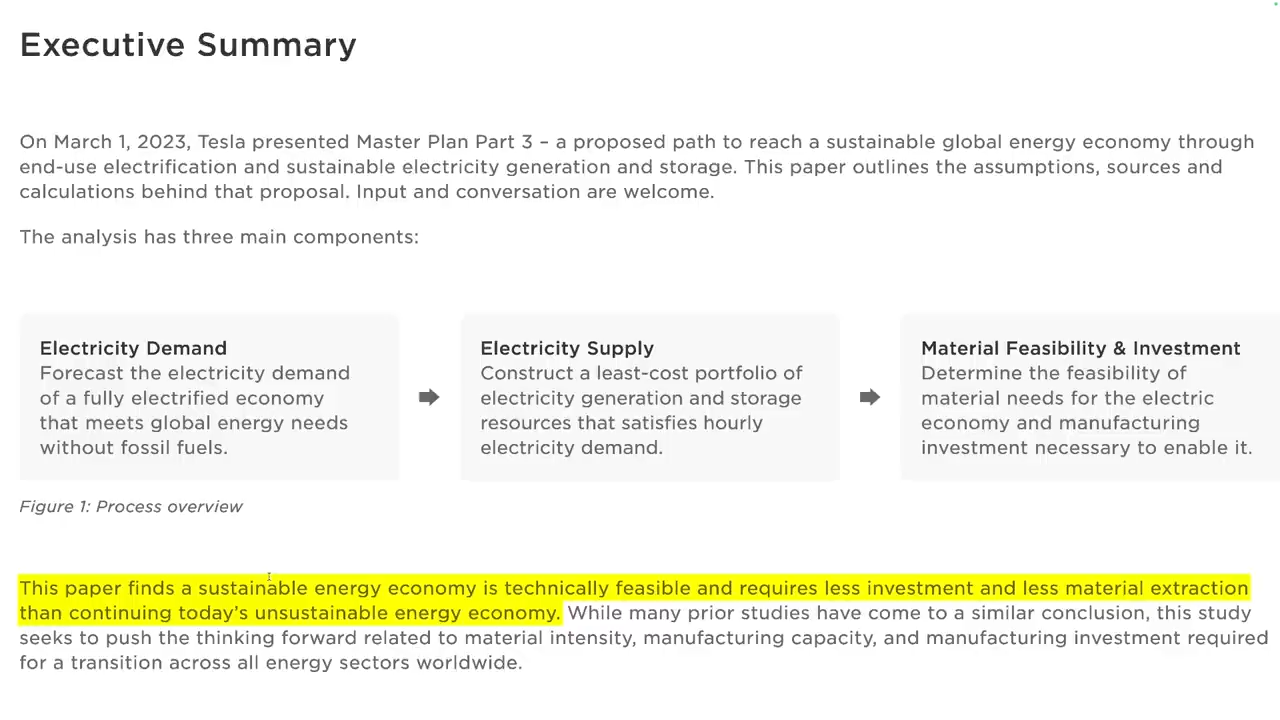 Executive Summary
On March 1, 2023, Tesla presented Master Plan Part 3 – a proposed path to reach a sustainable global energy economy through
end-use electrification and sustainable electricity generation and storage. This paper outlines the assumptions, sources and
calculations behind that proposal. Input and conversation are welcome.
The analysis has three main components:
Electricity Demand
Forecast the electricity demand
of a fully electrified economy
that meets global energy needs
without fossil fuels.
Electricity Supply
Construct a least-cost portfolio of
electricity generation and storage
resources that satisfies hourly
electricity demand.
Material Feasibility & Investment
Determine the feasibility of
material needs for the electric
economy and manufacturing
investment necessary to enable it.
Figure 1: Process overview
This paper finds a sustainable energy economy is technically feasible and requires less investment and less material extraction
than continuing today’s unsustainable energy economy. While many prior studies have come to a similar conclusion, this study
seeks to push the thinking forward related to material intensity, manufacturing capacity, and manufacturing investment required
for a transition across all energy sectors worldwide.